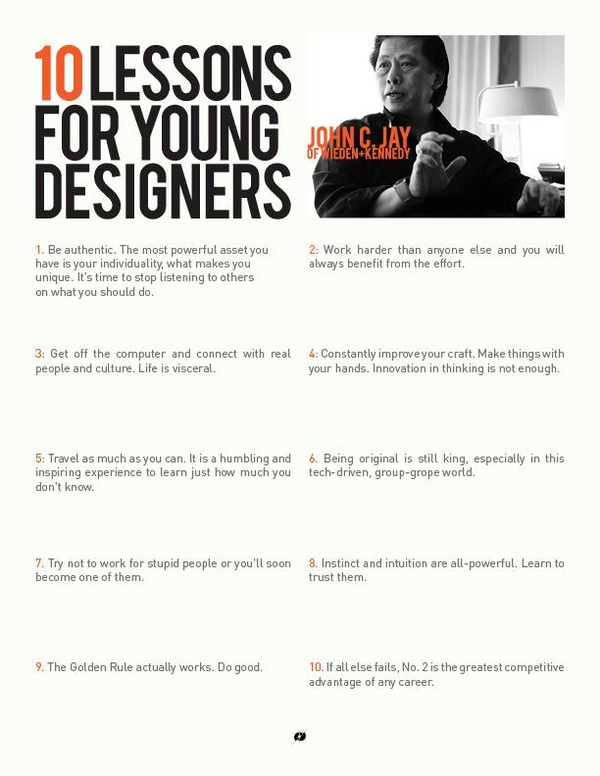 10 LESSONS
FOR YOUNG
DESIGNERS
JOHN C. JAY
OF WIEDEN+KENNEDY
1. Be authentic. The most powerful asset you
have is your individuality, what makes you
unique. It's time to stop listening to others
on what you should do.
2: Work harder than anyone else and you will
always benefit from the effort.
3: Get off the computer and connect with real
people and culture. Life is visceral.
4: Constantly improve your craft. Make things with
your hands. Innovation in thinking is not enough.
5: Travel as much as you can. It is a humbling and
inspiring experience to learn just how much you
don't know.
6. Being original is still king, especially in this
tech-driven, group-grope world.
7. Try not to work for stupid people or you'll soon
become one of them.
8. Instinct and intuition are all-powerful. Learn to
trust them.
9. The Golden Rule actually works. Do good.
10. If all else fails, No. 2 is the greatest competitive
advantage of any career.